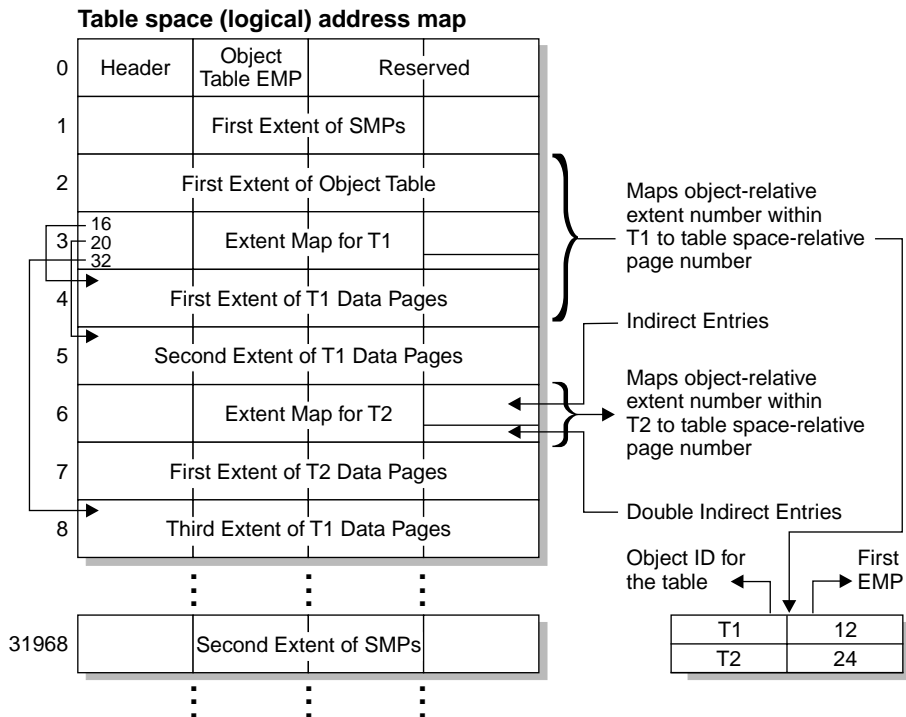 Table space (logical) address map
0
Header
Object
Table EMP
Reserved
1
First Extent of SMPs
2
First Extent of Object Table
3
16
20
32
Extent Map for T1
4
First Extent of T1 Data Pages
5
Second Extent of T1 Data Pages
6
Extent Map for T2
7
First Extent of T2 Data Pages
8
Third Extent of T1 Data Pages
31968
Second Extent of SMPs
Maps object-relative
extent number within
T1 to table space-relative
page number
Indirect Entries
Maps object-relative
extent number within
T2 to table space-relative
page number
Double Indirect Entries
Object ID for
the table
First
EMP
T1 12
T2 24